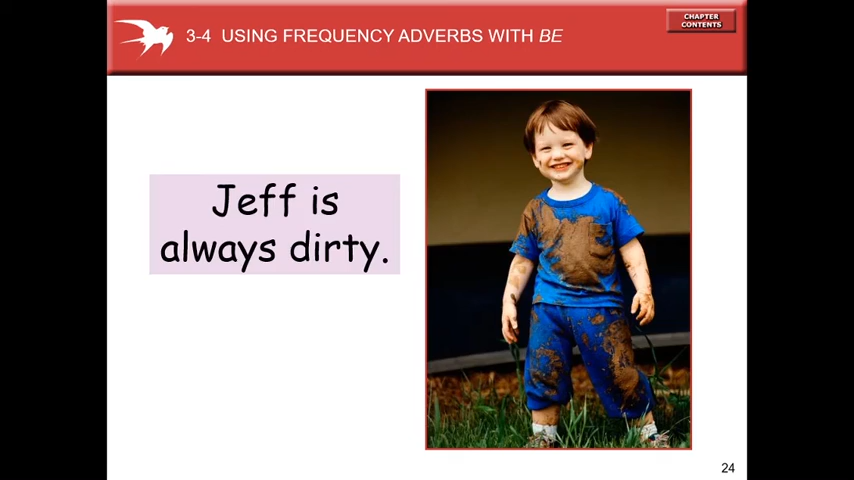 3-4 USING FREQUENCY ADVERBS WITH BE
CHAPTER
CONTENTS
Jeff is
always dirty.
24